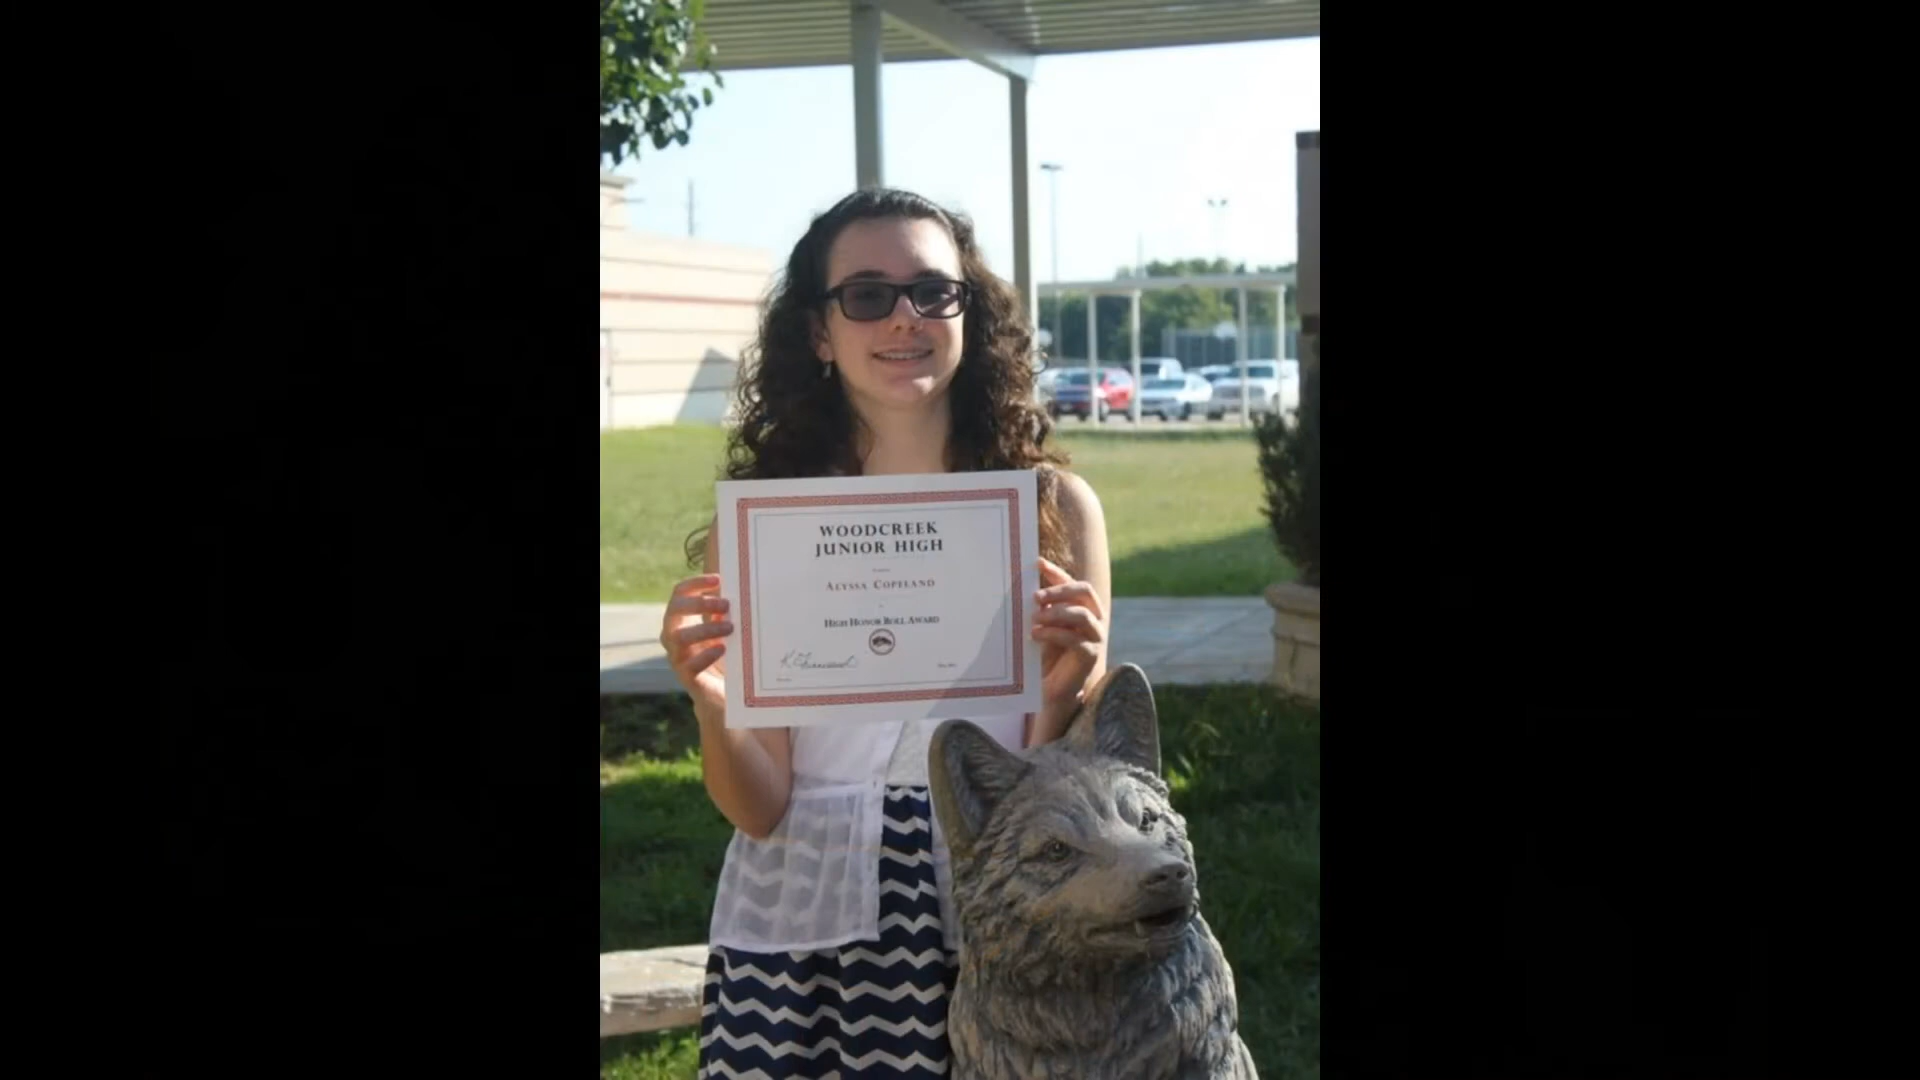 WOODCREEK
JUNIOR HIGH
ALYSSA COPELAND
HIGH HONOR ROLL AWARD